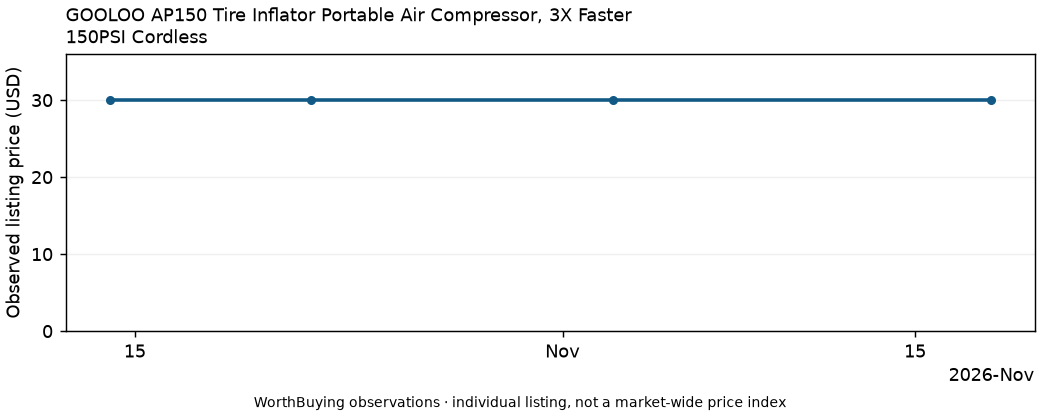 GOOLOO AP150 Tire Inflator Portable Air Compressor, 3X Faster
150PSI Cordless
Observed listing price (USD)
30
20
10
0
15
Nov
15
2026-Nov
WorthBuying observations · individual listing, not a market-wide price index